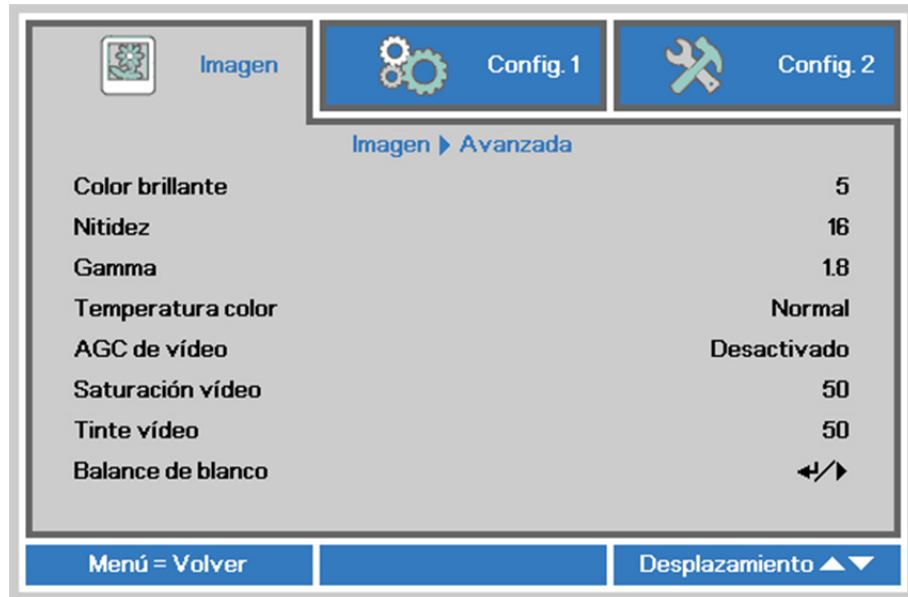 Imagen Config. 1 Config. 2
Imagen ▶ Avanzada
Color brillante 5
Nitidez 16
Gamma 1.8
Temperatura color Normal
AGC de vídeo Desactivado
Saturación vídeo 50
Tinte vídeo 50
Balance de blanco ↵/▶
Menú = Volver Desplazamiento ▲▼